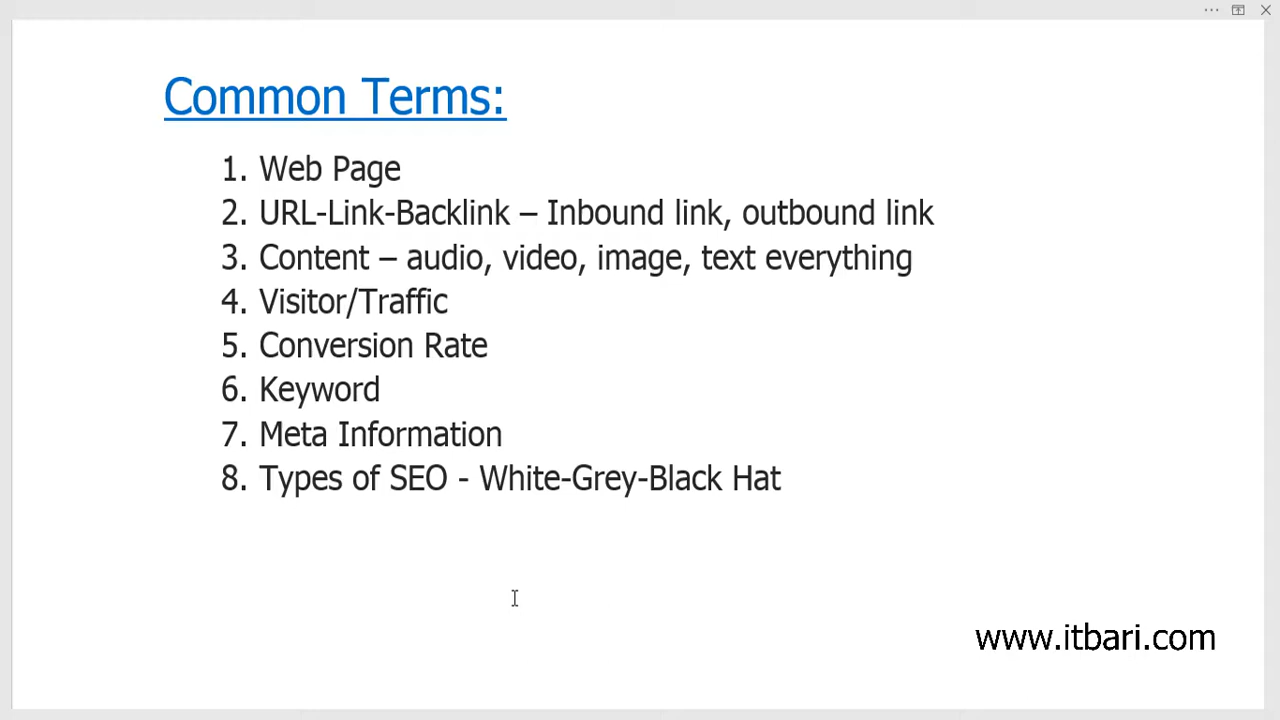 Common Terms:
1. Web Page
2. URL-Link-Backlink – Inbound link, outbound link
3. Content – audio, video, image, text everything
4. Visitor/Traffic
5. Conversion Rate
6. Keyword
7. Meta Information
8. Types of SEO - White-Grey-Black Hat
www.itbari.com